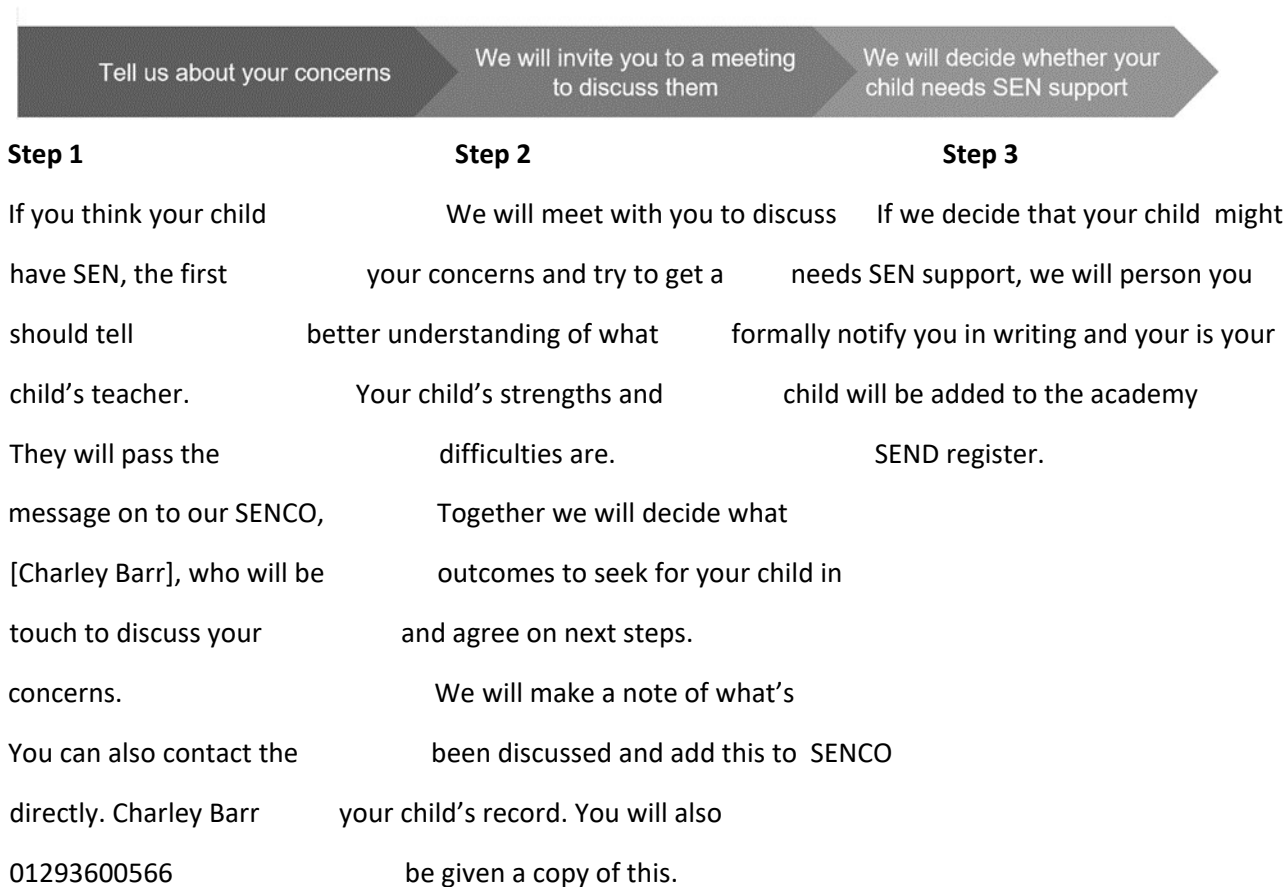 Tell us about your concerns
We will invite you to a meeting
to discuss them
We will decide whether your
child needs SEN support
Step 1 Step 2 Step 3
If you think your child We will meet with you to discuss If we decide that your child might
have SEN, the first your concerns and try to get a needs SEN support, we will person you
should tell better understanding of what formally notify you in writing and your is your
child’s teacher. Your child’s strengths and child will be added to the academy
They will pass the difficulties are. SEND register.
message on to our SENCO, Together we will decide what
[Charley Barr], who will be outcomes to seek for your child in
touch to discuss your and agree on next steps.
concerns. We will make a note of what’s
You can also contact the been discussed and add this to SENCO
directly. Charley Barr your child’s record. You will also
01293600566 be given a copy of this.